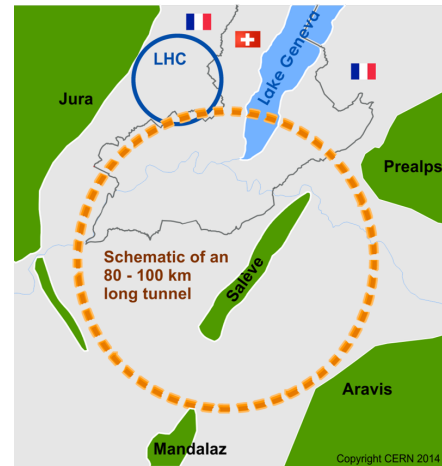 LHC
Lake Geneva
Jura
Prealps
Schematic of an
80 - 100 km
long tunnel
Salève
Aravis
Mandalaz
Copyright CERN 2014